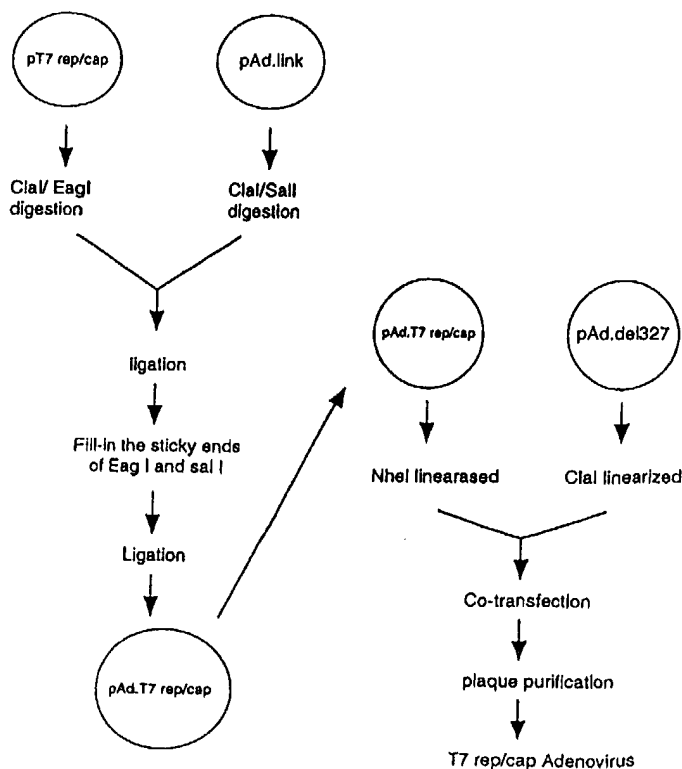 pT7 rep/cap
pAd.link
ClaI/ EagI
digestion
ClaI/SalI
digestion
ligation
Fill-in the sticky ends
of Eag I and sal I
Ligation
pAd.T7 rep/cap
pAd.T7 rep/cap
pAd.del327
NheI linearased
ClaI linearized
Co-transfection
plaque purification
T7 rep/cap Adenovirus